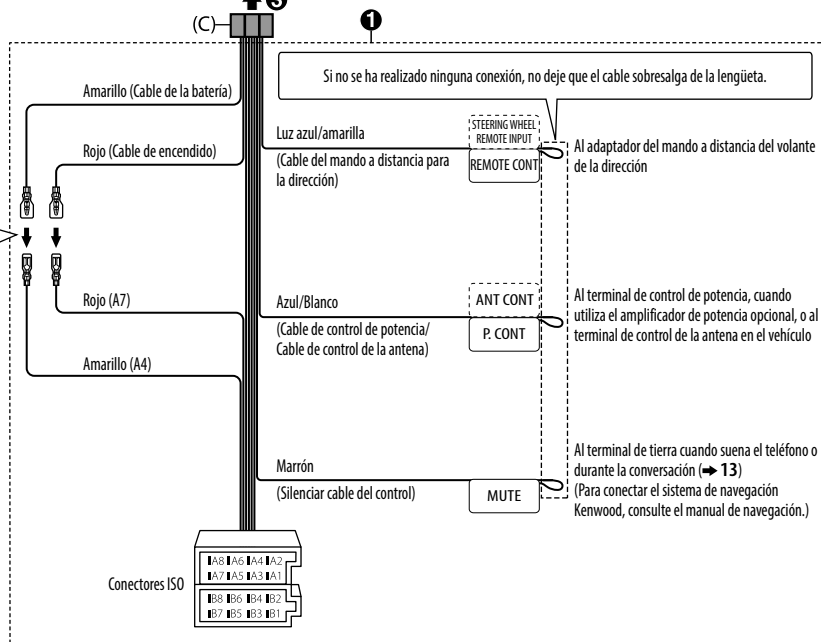 3
(C)
1
Si no se ha realizado ninguna conexión, no deje que el cable sobresalga de la lengüeta.
Amarillo (Cable de la batería)
Rojo (Cable de encendido)
Luz azul/amarilla
(Cable del mando a distancia para
la dirección)
STEERING WHEEL
REMOTE INPUT
REMOTE CONT
Al adaptador del mando a distancia del volante
de la dirección
Rojo (A7)
Amarillo (A4)
Azul/Blanco
(Cable de control de potencia/
Cable de control de la antena)
ANT CONT
P. CONT
Al terminal de control de potencia, cuando
utiliza el amplificador de potencia opcional, o al
terminal de control de la antena en el vehículo
Marrón
(Silenciar cable del control)
MUTE
Al terminal de tierra cuando suena el teléfono o
durante la conversación (➜ 13)
(Para conectar el sistema de navegación
Kenwood, consulte el manual de navegación.)
Conectores ISO
A8 A6 A4 A2
A7 A5 A3 A1
B8 B6 B4 B2
B7 B5 B3 B1